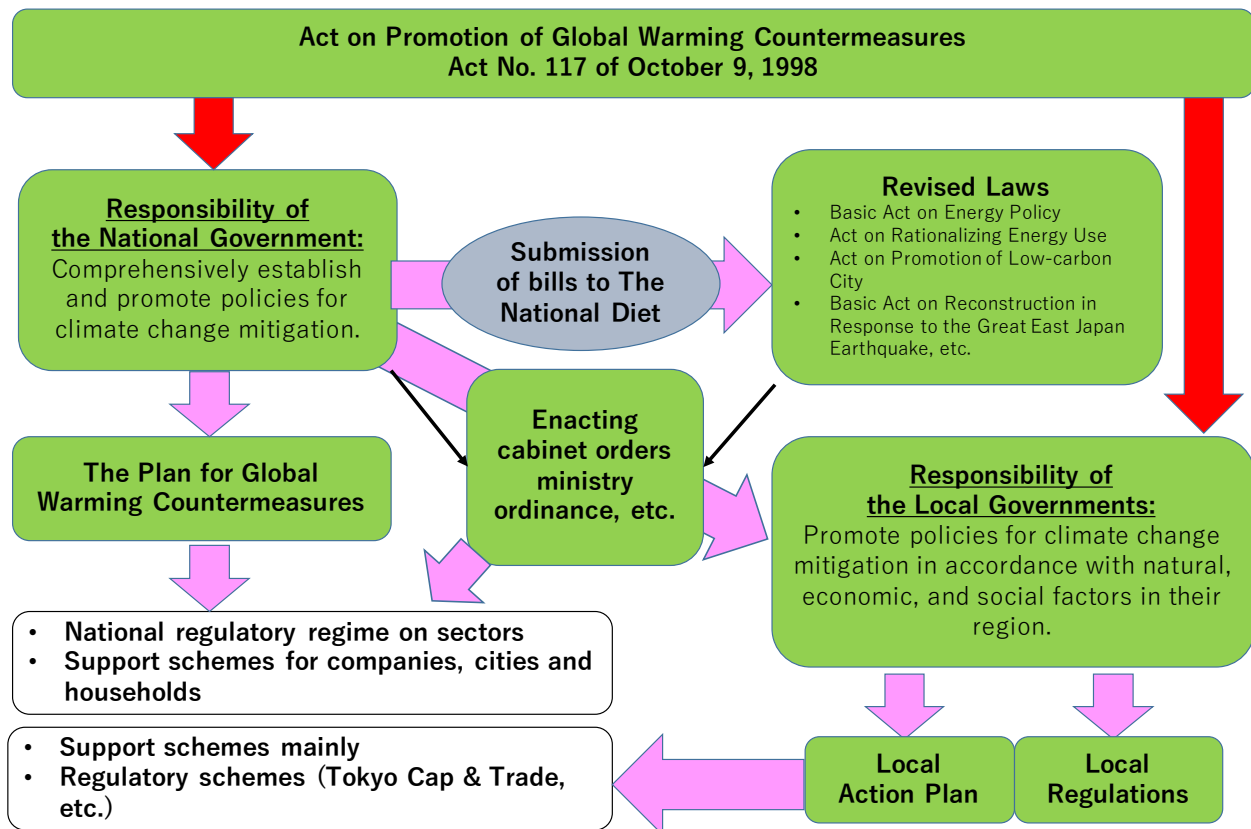 Act on Promotion of Global Warming Countermeasures
Act No. 117 of October 9, 1998
Responsibility of
the National Government:
Comprehensively establish
and promote policies for
climate change mitigation.
Submission
of bills to The
National Diet
Revised Laws
• Basic Act on Energy Policy
• Act on Rationalizing Energy Use
• Act on Promotion of Low-carbon
City
• Basic Act on Reconstruction in
Response to the Great East Japan
Earthquake, etc.
The Plan for Global
Warming Countermeasures
Enacting
cabinet orders
ministry
ordinance, etc.
Responsibility of
the Local Governments:
Promote policies for climate change
mitigation in accordance with natural,
economic, and social factors in their
region.
• National regulatory regime on sectors
• Support schemes for companies, cities and
households
• Support schemes mainly
• Regulatory schemes (Tokyo Cap & Trade,
etc.)
Local
Action Plan
Local
Regulations